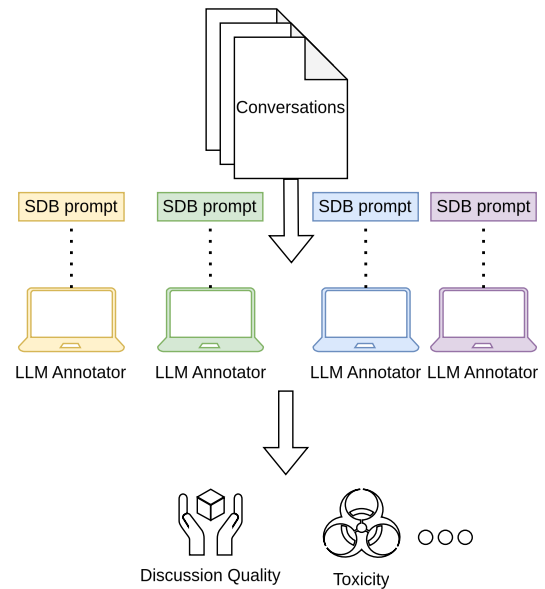 Conversations
SDB prompt
SDB prompt
SDB prompt
SDB prompt
LLM Annotator
LLM Annotator
LLM Annotator
LLM Annotator
Discussion Quality
Toxicity